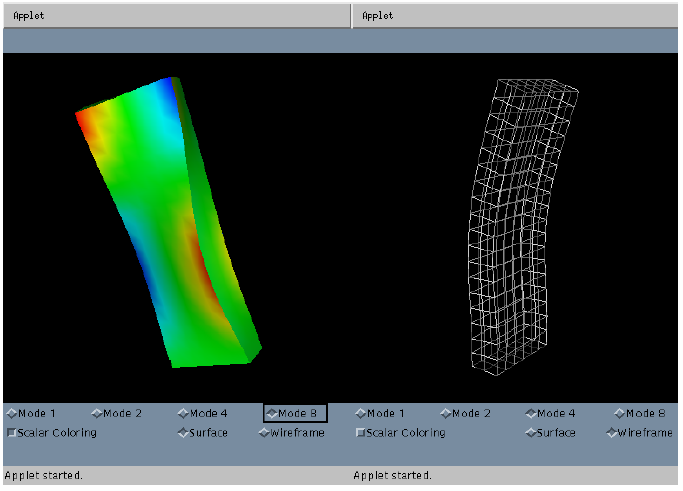 Applet Applet
Mode 1 Mode 2 Mode 4 Mode 8 Mode 1 Mode 2 Mode 4 Mode 8
Scalar Coloring Surface Wireframe Scalar Coloring Surface Wireframe
Applet started. Applet started.